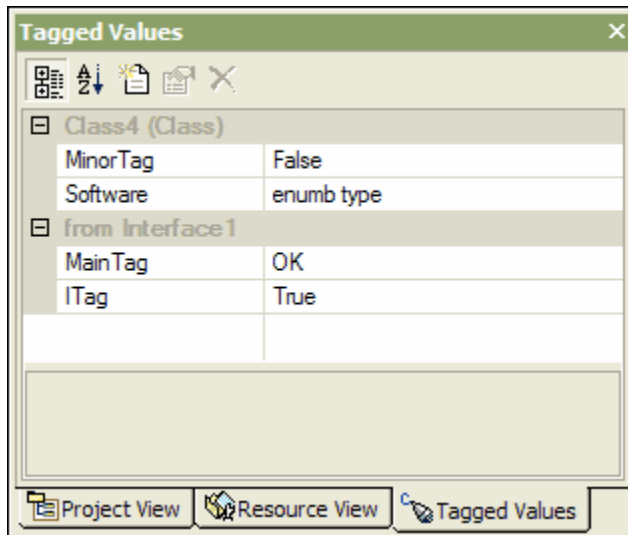 Tagged Values
Class4 (Class)
MinorTag False
Software enumb type
from Interface1
MainTag OK
ITag True
Project View Resource View Tagged Values